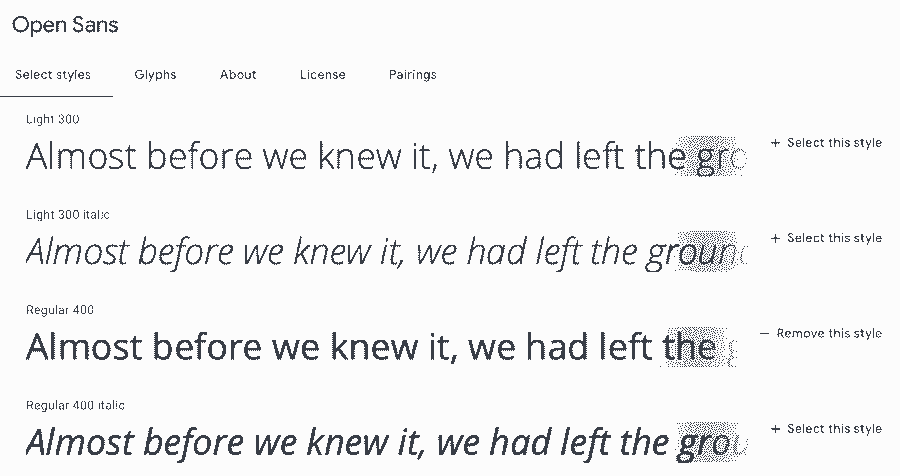 Open Sans
Select styles Glyphs About License Pairings
Light 300
Almost before we knew it, we had left the gro
+ Select this style
Light 300 italic
Almost before we knew it, we had left the ground
+ Select this style
Regular 400
Almost before we knew it, we had left the g
— Remove this style
Regular 400 italic
Almost before we knew it, we had left the grou
+ Select this style